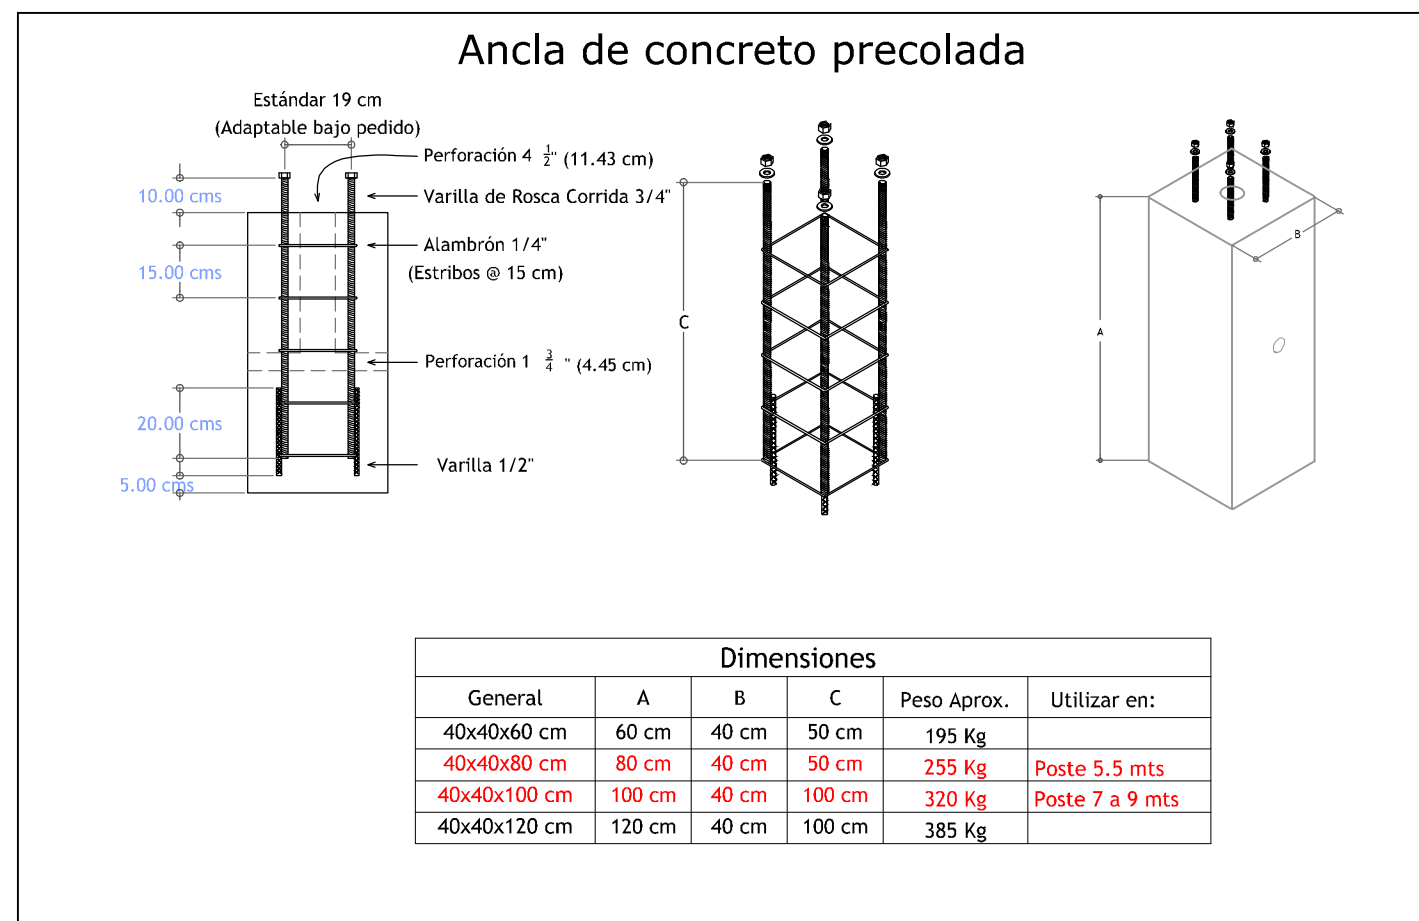 Ancla de concreto precolada
Estándar 19 cm
(Adaptable bajo pedido)
Perforación 4 1/2" (11.43 cm)
10.00 cms
Varilla de Rosca Corrida 3/4"
Alambrón 1/4"
15.00 cms
(Estribos @ 15 cm)
Perforación 1 3/4 " (4.45 cm)
20.00 cms
Varilla 1/2"
5.00 cms
C
A
B
Dimensiones
General A B C Peso Aprox. Utilizar en:
40x40x60 cm 60 cm 40 cm 50 cm 195 Kg
40x40x80 cm 80 cm 40 cm 50 cm 255 Kg Poste 5.5 mts
40x40x100 cm 100 cm 40 cm 100 cm 320 Kg Poste 7 a 9 mts
40x40x120 cm 120 cm 40 cm 100 cm 385 Kg